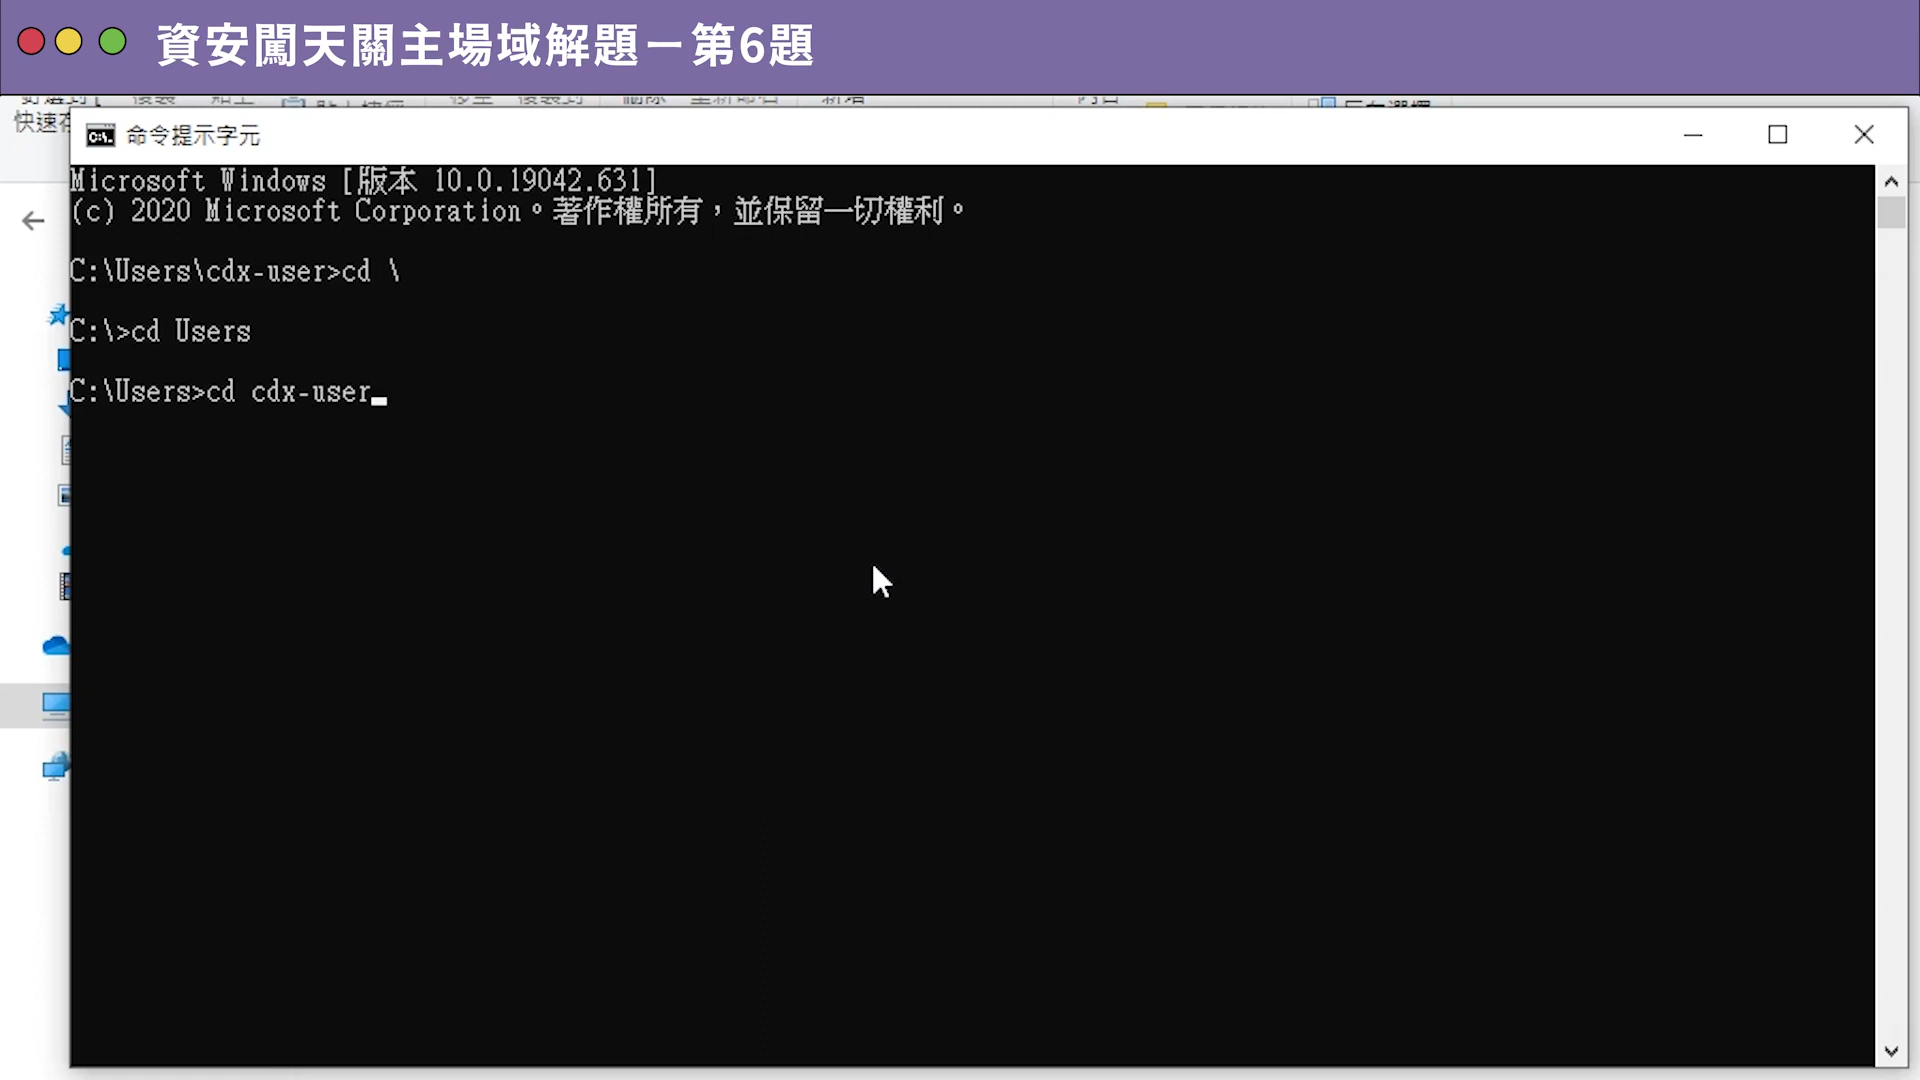 資安闖天關主場域解題－第6題
快速存
命令提示字元
Microsoft Windows [版本 10.0.19042.631]
(c) 2020 Microsoft Corporation。著作權所有，並保留一切權利。
C:\Users\cdx-user>cd \
C:\>cd Users
C:\Users>cd cdx-user